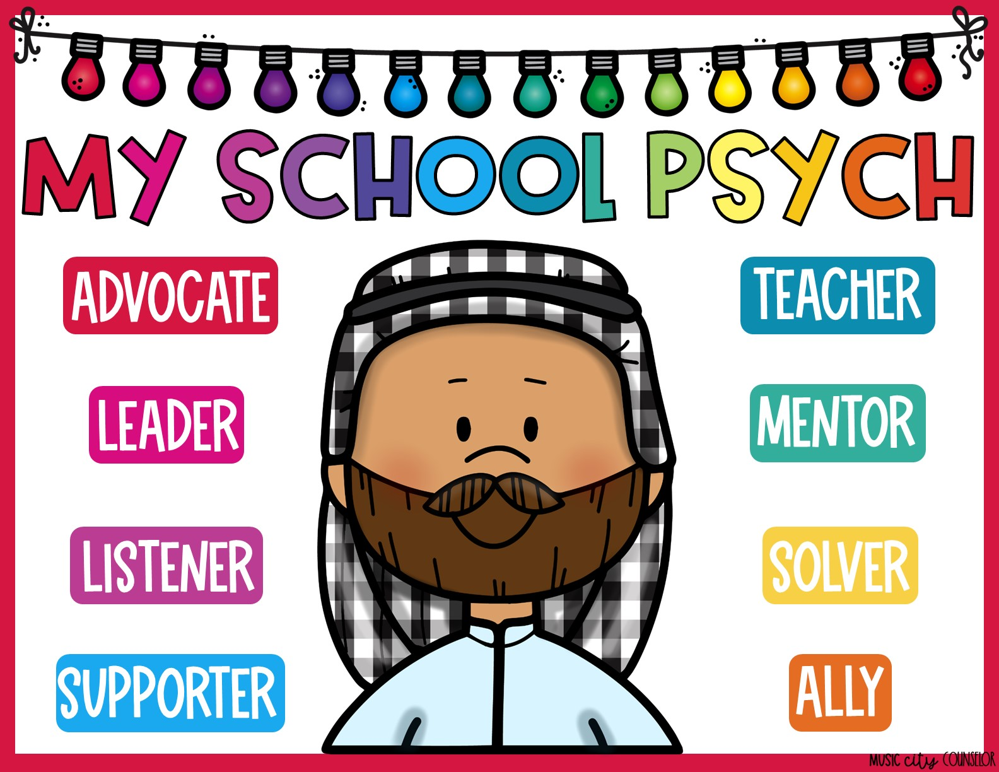 MY SCHOOL PSYCH
ADVOCATE
LEADER
LISTENER
SUPPORTER
TEACHER
MENTOR
SOLVER
ALLY
MUSIC city COUNSELOR